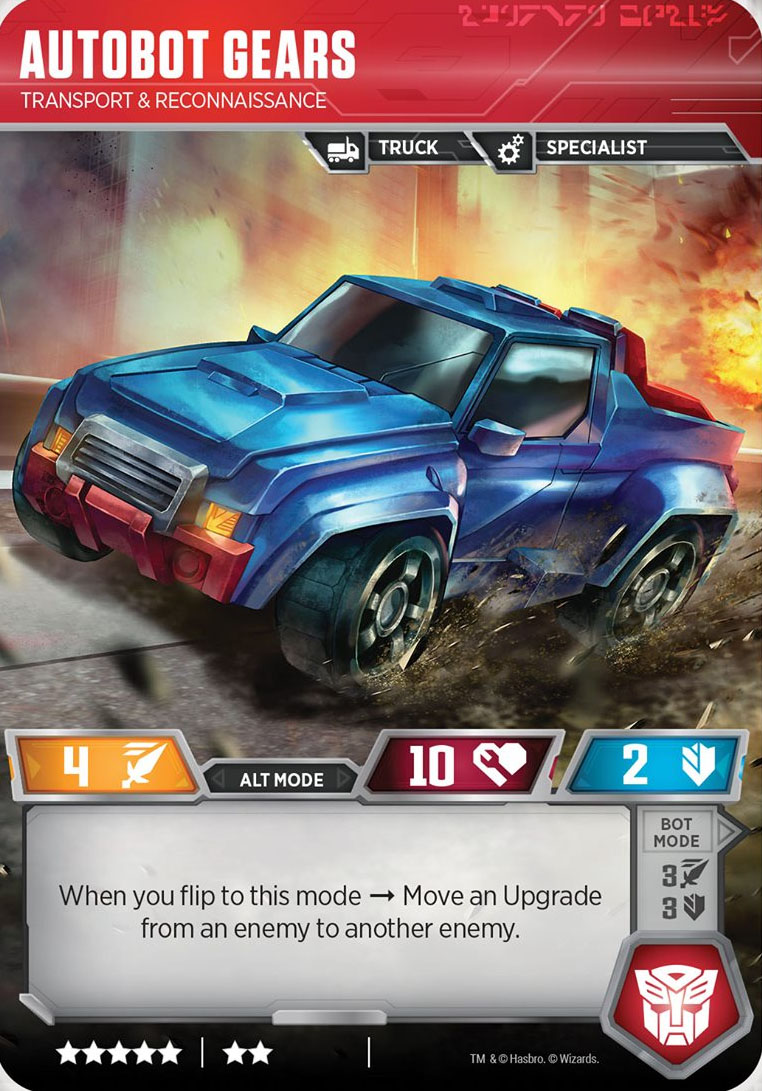 AUTOBOT GEARS
TRANSPORT & RECONNAISSANCE
TRUCK SPECIALIST
4 ALT MODE 10 2
BOT
MODE
3
3
When you flip to this mode → Move an Upgrade
from an enemy to another enemy.
TM & © Hasbro. © Wizards.